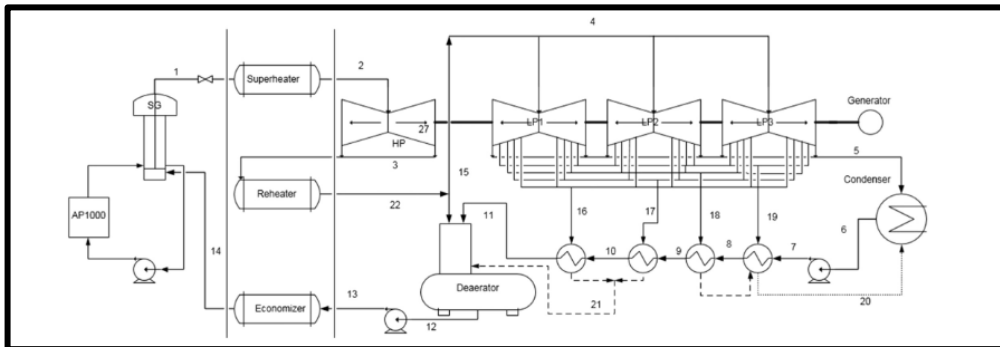 4
1
2
Superheater
SG
Generator
LP1
LP2
LP3
27
HP
3
5
15
Condenser
Reheater
22
11
16
17
18
19
6
AP1000
14
10
9
8
7
Deaerator
21
20
13
Economizer
12